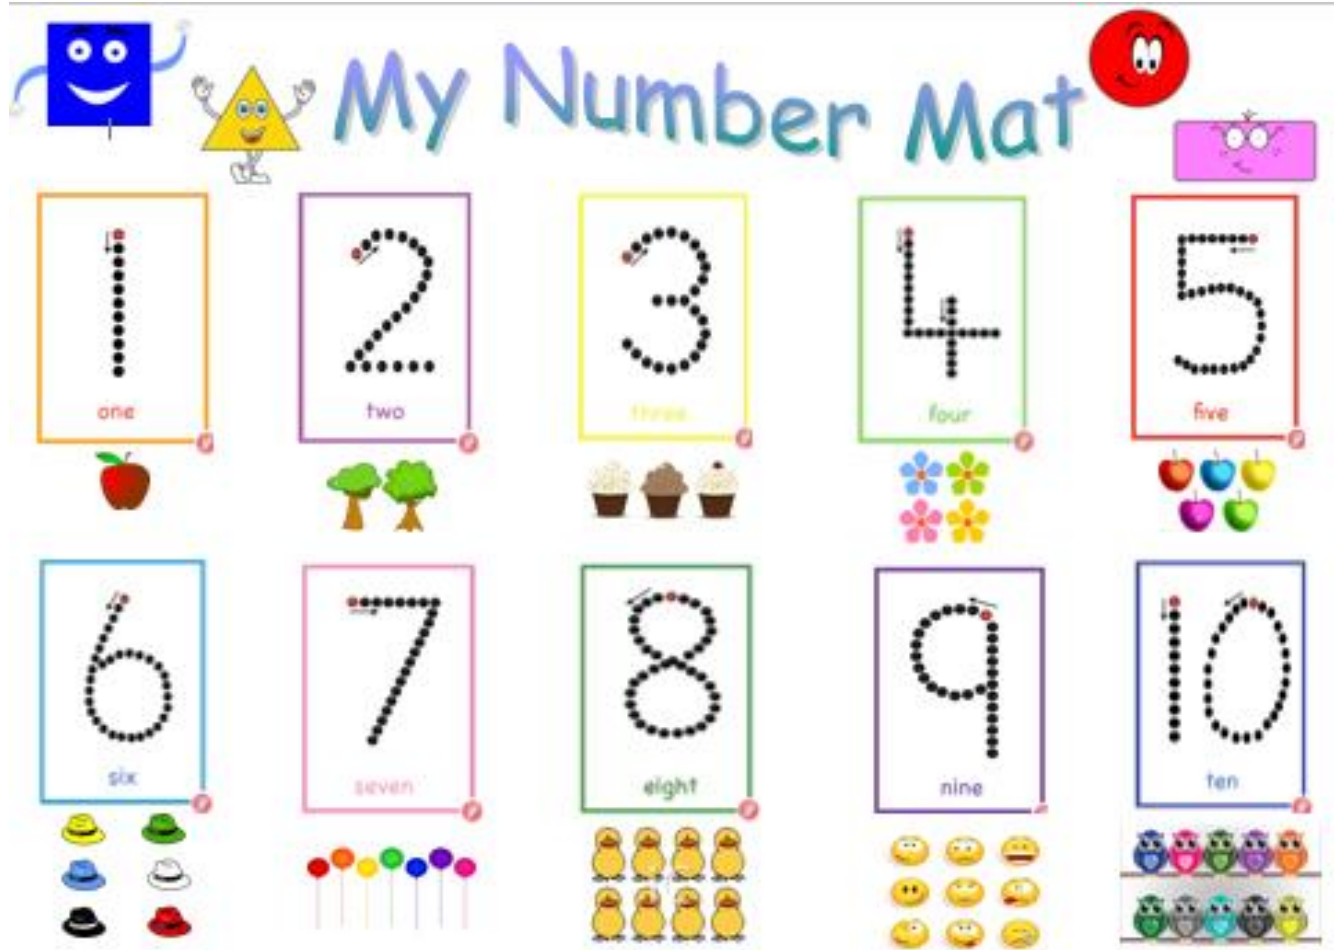 My Number Mat
1
2
3
4
5
one
two
three
four
five
6
7
8
9
10
six
seven
eight
nine
ten